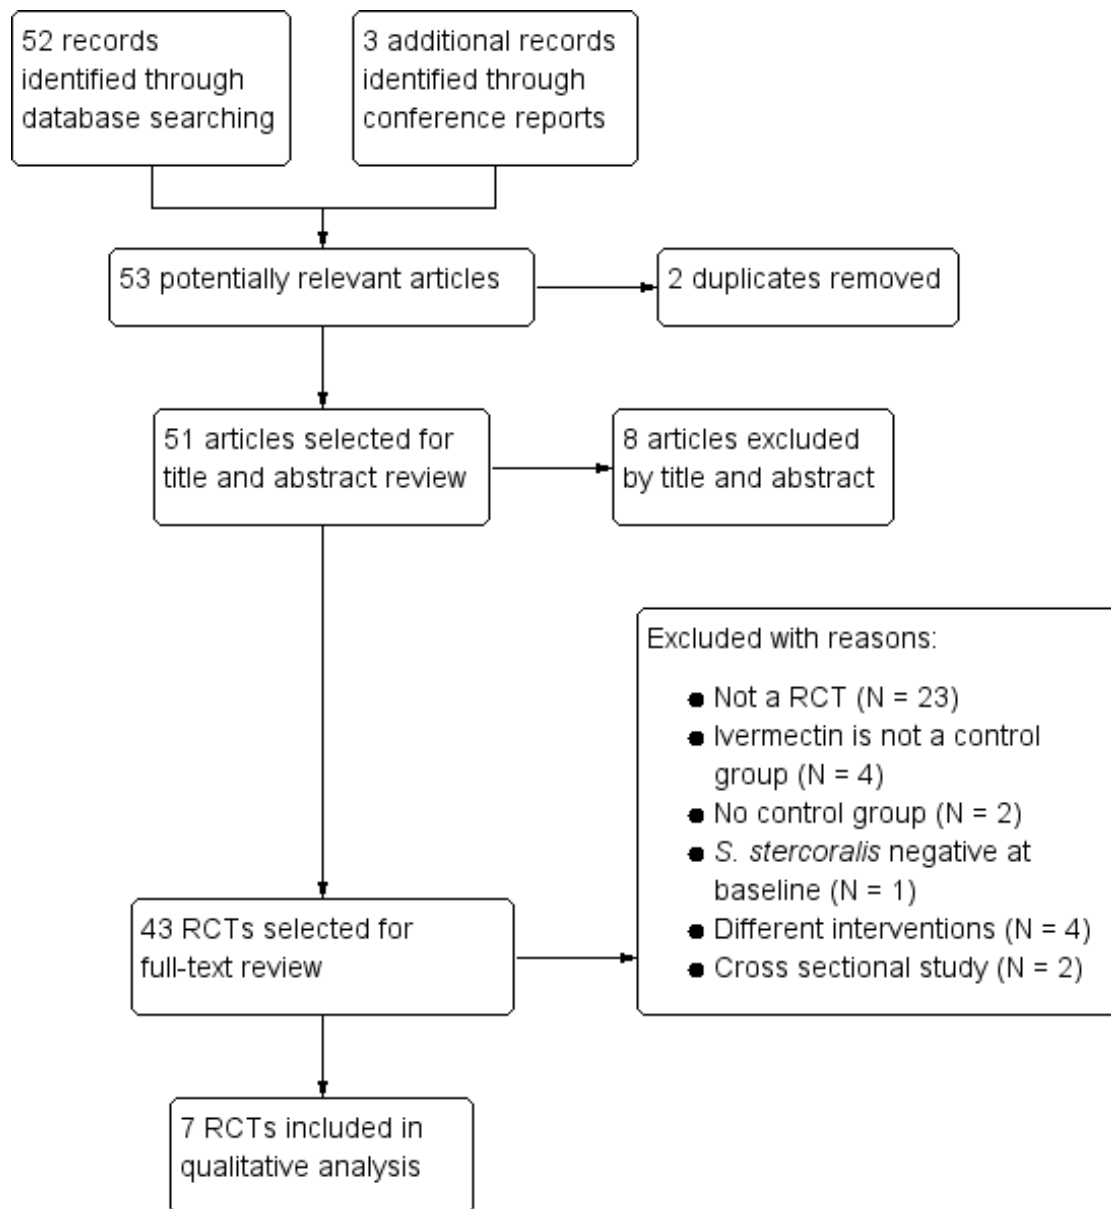 52 records
identified through
database searching
3 additional records
identified through
conference reports
53 potentially relevant articles
2 duplicates removed
51 articles selected for
title and abstract review
8 articles excluded
by title and abstract
Excluded with reasons:
● Not a RCT (N = 23)
● Ivermectin is not a control
group (N = 4)
● No control group (N = 2)
● S. stercoralis negative at
baseline (N = 1)
● Different interventions (N = 4)
● Cross sectional study (N = 2)
43 RCTs selected for
full-text review
7 RCTs included in
qualitative analysis